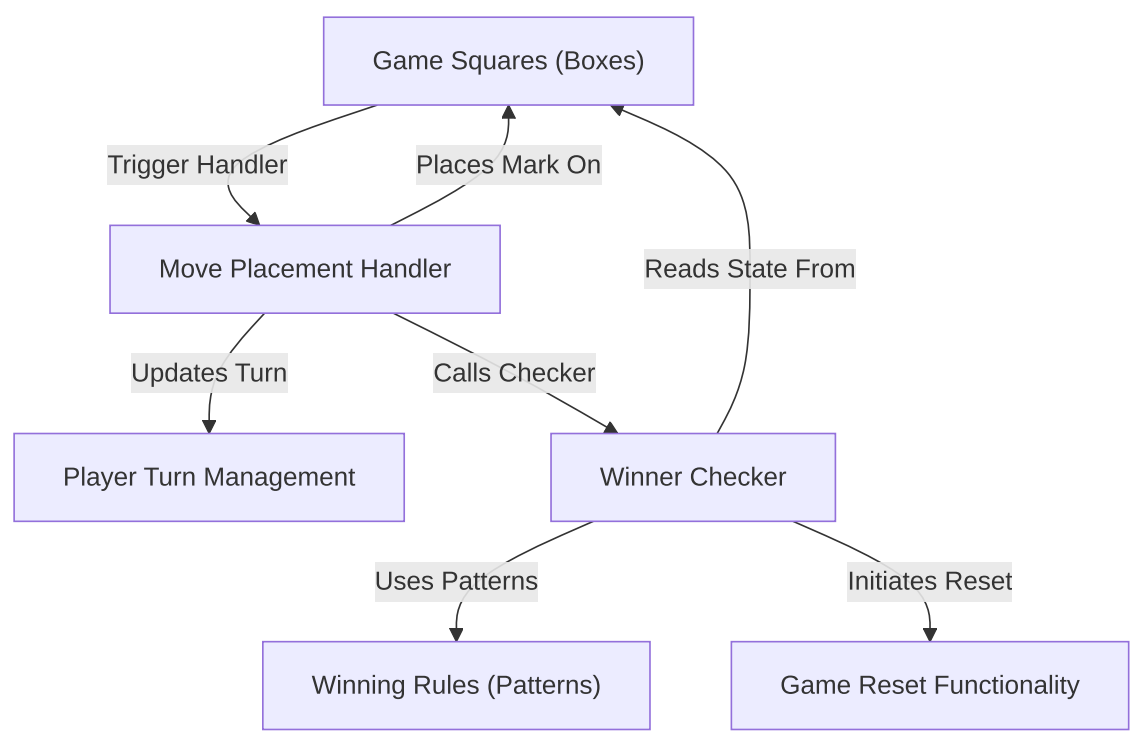 Game Squares (Boxes)
Trigger Handler
Places Mark On
Move Placement Handler
Reads State From
Updates Turn
Calls Checker
Player Turn Management
Winner Checker
Uses Patterns
Initiates Reset
Winning Rules (Patterns)
Game Reset Functionality